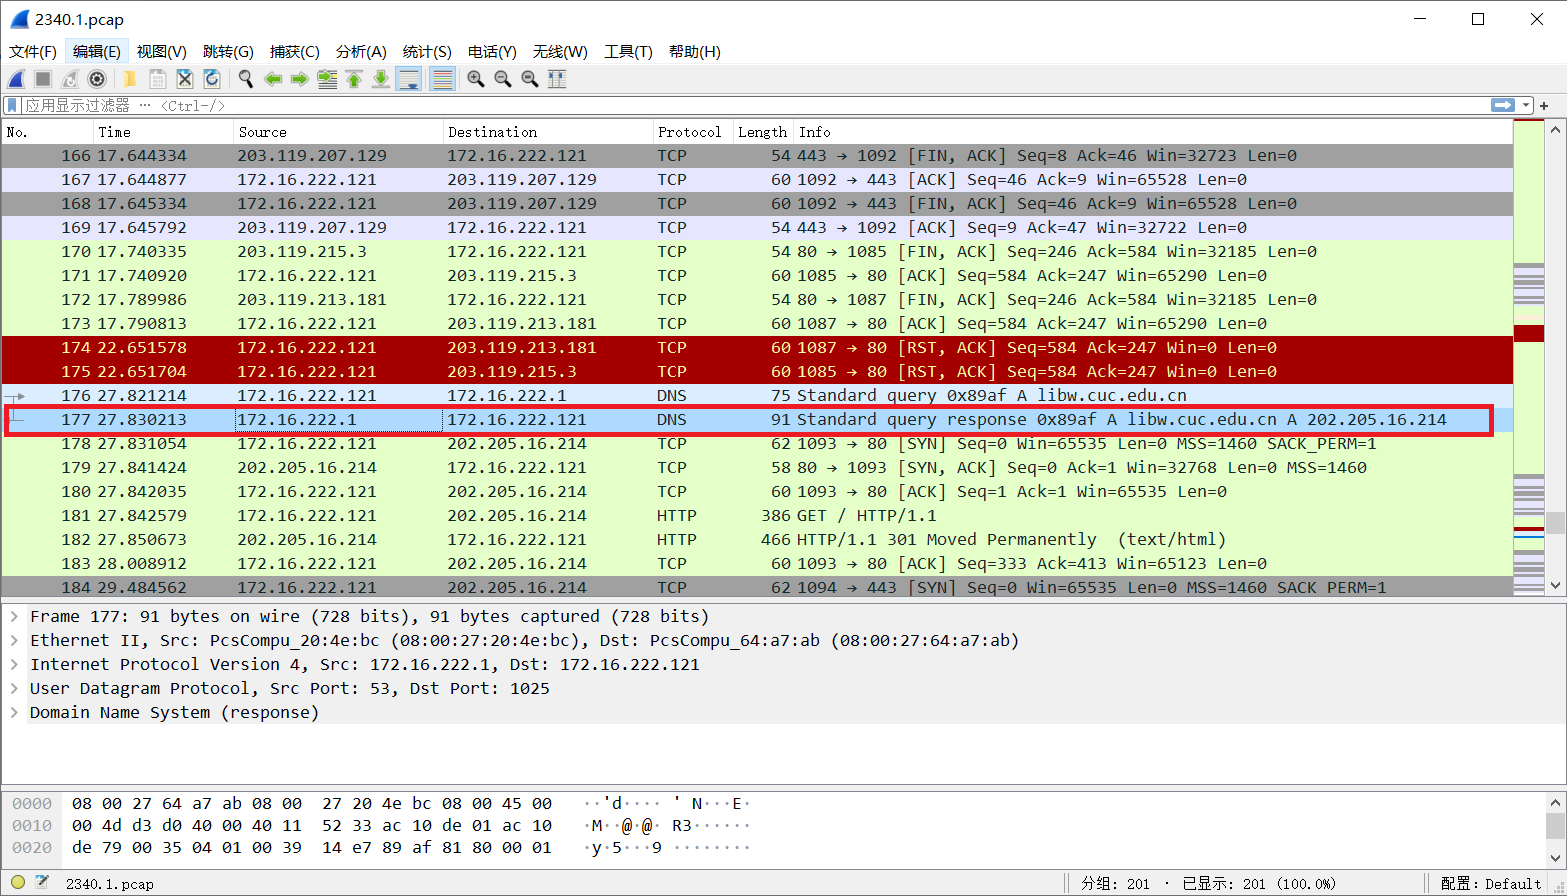 2340.1.pcap
文件(F) 编辑(E) 视图(V) 跳转(G) 捕获(C) 分析(A) 统计(S) 电话(Y) 无线(W) 工具(T) 帮助(H)
应用显示过滤器 … <Ctrl-/>
No. Time Source Destination Protocol Length Info
166 17.644334 203.119.207.129 172.16.222.121 TCP 54 443 → 1092 [FIN, ACK] Seq=8 Ack=46 Win=32723 Len=0
167 17.644877 172.16.222.121 203.119.207.129 TCP 60 1092 → 443 [ACK] Seq=46 Ack=9 Win=65528 Len=0
168 17.645334 172.16.222.121 203.119.207.129 TCP 60 1092 → 443 [FIN, ACK] Seq=46 Ack=9 Win=65528 Len=0
169 17.645792 203.119.207.129 172.16.222.121 TCP 54 443 → 1092 [ACK] Seq=9 Ack=47 Win=32722 Len=0
170 17.740335 203.119.215.3 172.16.222.121 TCP 54 80 → 1085 [FIN, ACK] Seq=246 Ack=584 Win=32185 Len=0
171 17.740920 172.16.222.121 203.119.215.3 TCP 60 1085 → 80 [ACK] Seq=584 Ack=247 Win=65290 Len=0
172 17.789986 203.119.213.181 172.16.222.121 TCP 54 80 → 1087 [FIN, ACK] Seq=246 Ack=584 Win=32185 Len=0
173 17.790813 172.16.222.121 203.119.213.181 TCP 60 1087 → 80 [ACK] Seq=584 Ack=247 Win=65290 Len=0
174 22.651578 172.16.222.121 203.119.213.181 TCP 60 1087 → 80 [RST, ACK] Seq=584 Ack=247 Win=0 Len=0
175 22.651704 172.16.222.121 203.119.215.3 TCP 60 1085 → 80 [RST, ACK] Seq=584 Ack=247 Win=0 Len=0
176 27.821214 172.16.222.121 172.16.222.1 DNS 75 Standard query 0x89af A libw.cuc.edu.cn
177 27.830213 172.16.222.1 172.16.222.121 DNS 91 Standard query response 0x89af A libw.cuc.edu.cn A 202.205.16.214
178 27.831054 172.16.222.121 202.205.16.214 TCP 62 1093 → 80 [SYN] Seq=0 Win=65535 Len=0 MSS=1460 SACK_PERM=1
179 27.841424 202.205.16.214 172.16.222.121 TCP 58 80 → 1093 [SYN, ACK] Seq=0 Ack=1 Win=32768 Len=0 MSS=1460
180 27.842035 172.16.222.121 202.205.16.214 TCP 60 1093 → 80 [ACK] Seq=1 Ack=1 Win=65535 Len=0
181 27.842579 172.16.222.121 202.205.16.214 HTTP 386 GET / HTTP/1.1
182 27.850673 202.205.16.214 172.16.222.121 HTTP 466 HTTP/1.1 301 Moved Permanently (text/html)
183 28.008912 172.16.222.121 202.205.16.214 TCP 60 1093 → 80 [ACK] Seq=333 Ack=413 Win=65123 Len=0
184 29.484562 172.16.222.121 202.205.16.214 TCP 62 1094 → 443 [SYN] Seq=0 Win=65535 Len=0 MSS=1460 SACK_PERM=1
Frame 177: 91 bytes on wire (728 bits), 91 bytes captured (728 bits)
Ethernet II, Src: PcsCompu_20:4e:bc (08:00:27:20:4e:bc), Dst: PcsCompu_64:a7:ab (08:00:27:64:a7:ab)
Internet Protocol Version 4, Src: 172.16.222.1, Dst: 172.16.222.121
User Datagram Protocol, Src Port: 53, Dst Port: 1025
Domain Name System (response)
0000 08 00 27 64 a7 ab 08 00 27 20 4e bc 08 00 45 00 ··'d···· ' N···E·
0010 00 4d d3 d0 40 00 40 11 52 33 ac 10 de 01 ac 10 ·M··@·@· R3······
0020 de 79 00 35 04 01 00 39 14 e7 89 af 81 80 00 01 ·y·5···9 ········
2340.1.pcap 分组: 201 · 已显示: 201 (100.0%) 配置: Default